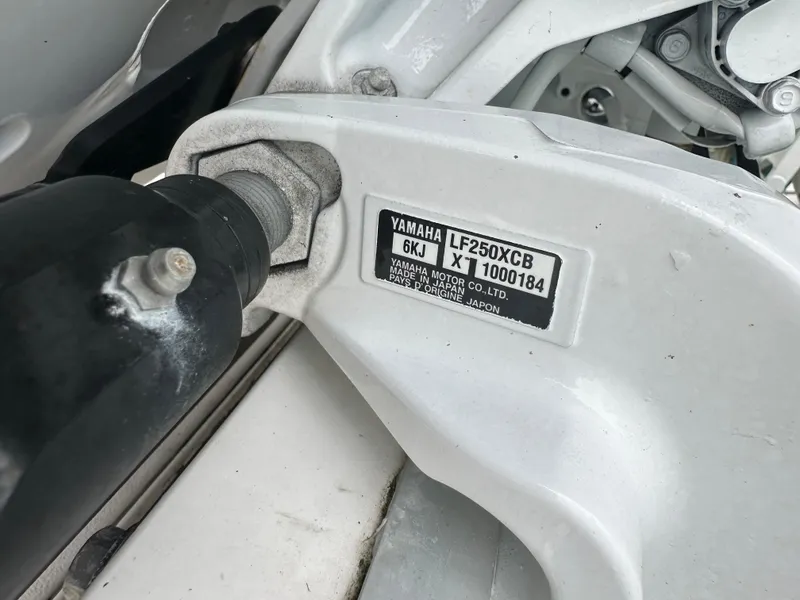 YAMAHA LF250XCB
6KJ X 1000184
YAMAHA MOTOR CO.,LTD.
MADE IN JAPAN
PAYS D'ORIGINE JAPON